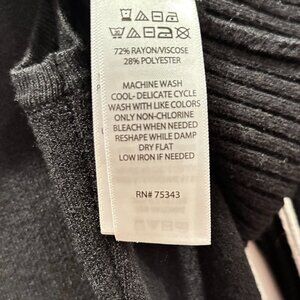 72% RAYON/VISCOSE
28% POLYESTER
MACHINE WASH
COOL- DELICATE CYCLE
WASH WITH LIKE COLORS
ONLY NON-CHLORINE
BLEACH WHEN NEEDED
RESHAPE WHILE DAMP
DRY FLAT
LOW IRON IF NEEDED
RN# 75343